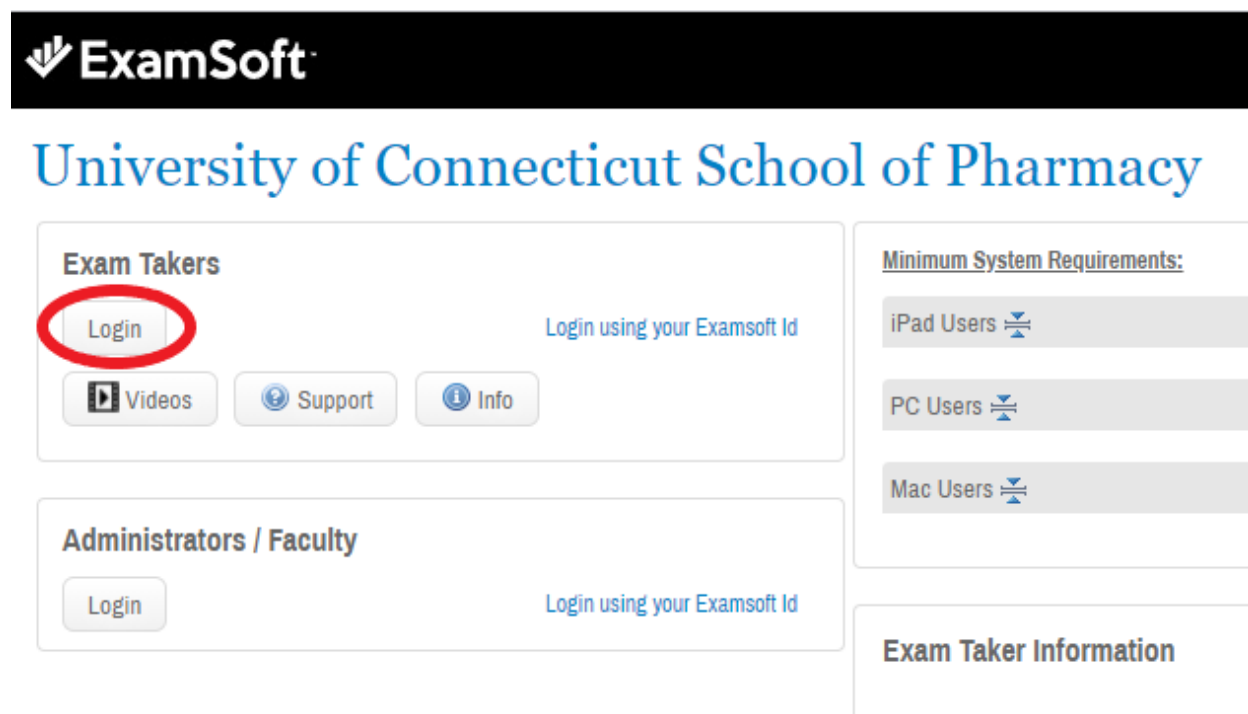 ExamSoft
University of Connecticut School of Pharmacy
Exam Takers
Login
Login using your Examsoft Id
Videos
Support
Info
Administrators / Faculty
Login
Login using your Examsoft Id
Minimum System Requirements:
iPad Users
PC Users
Mac Users
Exam Taker Information